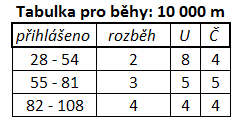 Tabulka pro běhy: 10 000 m
přihlášeno rozběh U Č
28 - 54 2 8 4
55 - 81 3 5 5
82 - 108 4 4 4